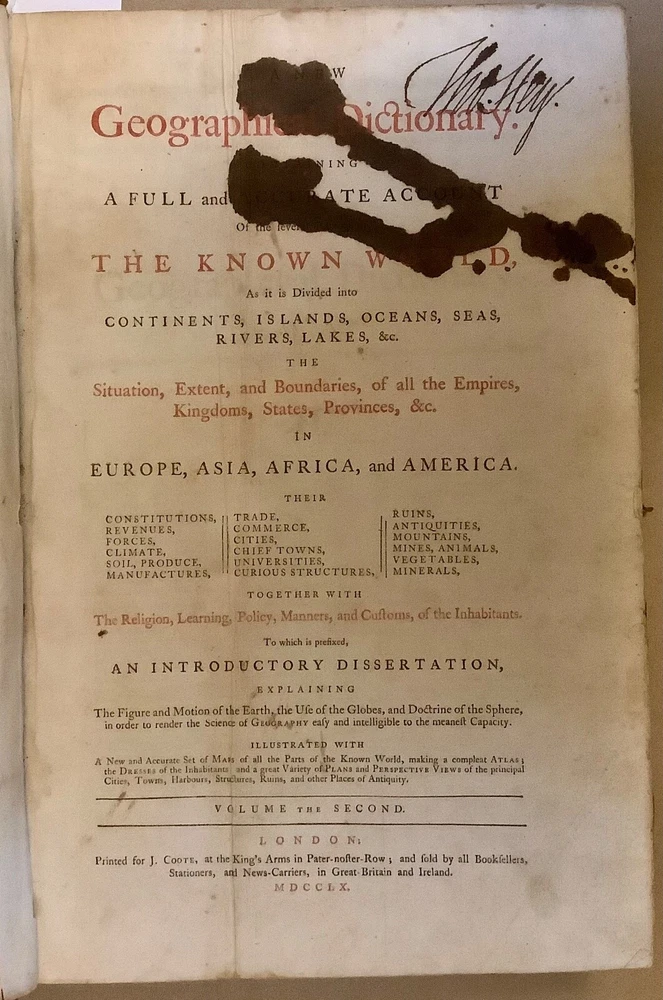 A NEW
Geographical Dictionary.
NING
A FULL and ACCURATE ACCOUNT
Of the ſeve
THE KNOWN WORLD,
As it is Divided into
CONTINENTS, ISLANDS, OCEANS, SEAS,
RIVERS, LAKES, &c.
THE
Situation, Extent, and Boundaries, of all the Empires,
Kingdoms, States, Provinces, &c.
IN
EUROPE, ASIA, AFRICA, and AMERICA.
THEIR
CONSTITUTIONS,
REVENUES,
FORCES,
CLIMATE,
SOIL, PRODUCE,
MANUFACTURES,
TRADE,
COMMERCE,
CITIES,
CHIEF TOWNS,
UNIVERSITIES,
CURIOUS STRUCTURES,
RUINS,
ANTIQUITIES,
MOUNTAINS,
MINES, ANIMALS,
VEGETABLES,
MINERALS,
TOGETHER WITH
The Religion, Learning, Policy, Manners, and Cuſtoms, of the Inhabitants.
To which is prefixed,
AN INTRODUCTORY DISSERTATION,
EXPLAINING
The Figure and Motion of the Earth, the Uſe of the Globes, and Doctrine of the Sphere,
in order to render the Science of GEOGRAPHY eaſy and intelligible to the meaneſt Capacity.
ILLUSTRATED WITH
A New and Accurate Set of MAPS of all the Parts of the Known World, making a compleat ATLAS;
the DRESSES of the Inhabitants and a great Variety of PLANS and PERSPECTIVE VIEWS of the principal
Cities, Towns, Harbours, Structures, Ruins, and other Places of Antiquity.
VOLUME THE SECOND.
LONDON:
Printed for J. COOTE, at the King's Arms in Pater-noſter-Row; and ſold by all Bookſellers,
Stationers, and News-Carriers, in Great Britain and Ireland.
MDCCLX.